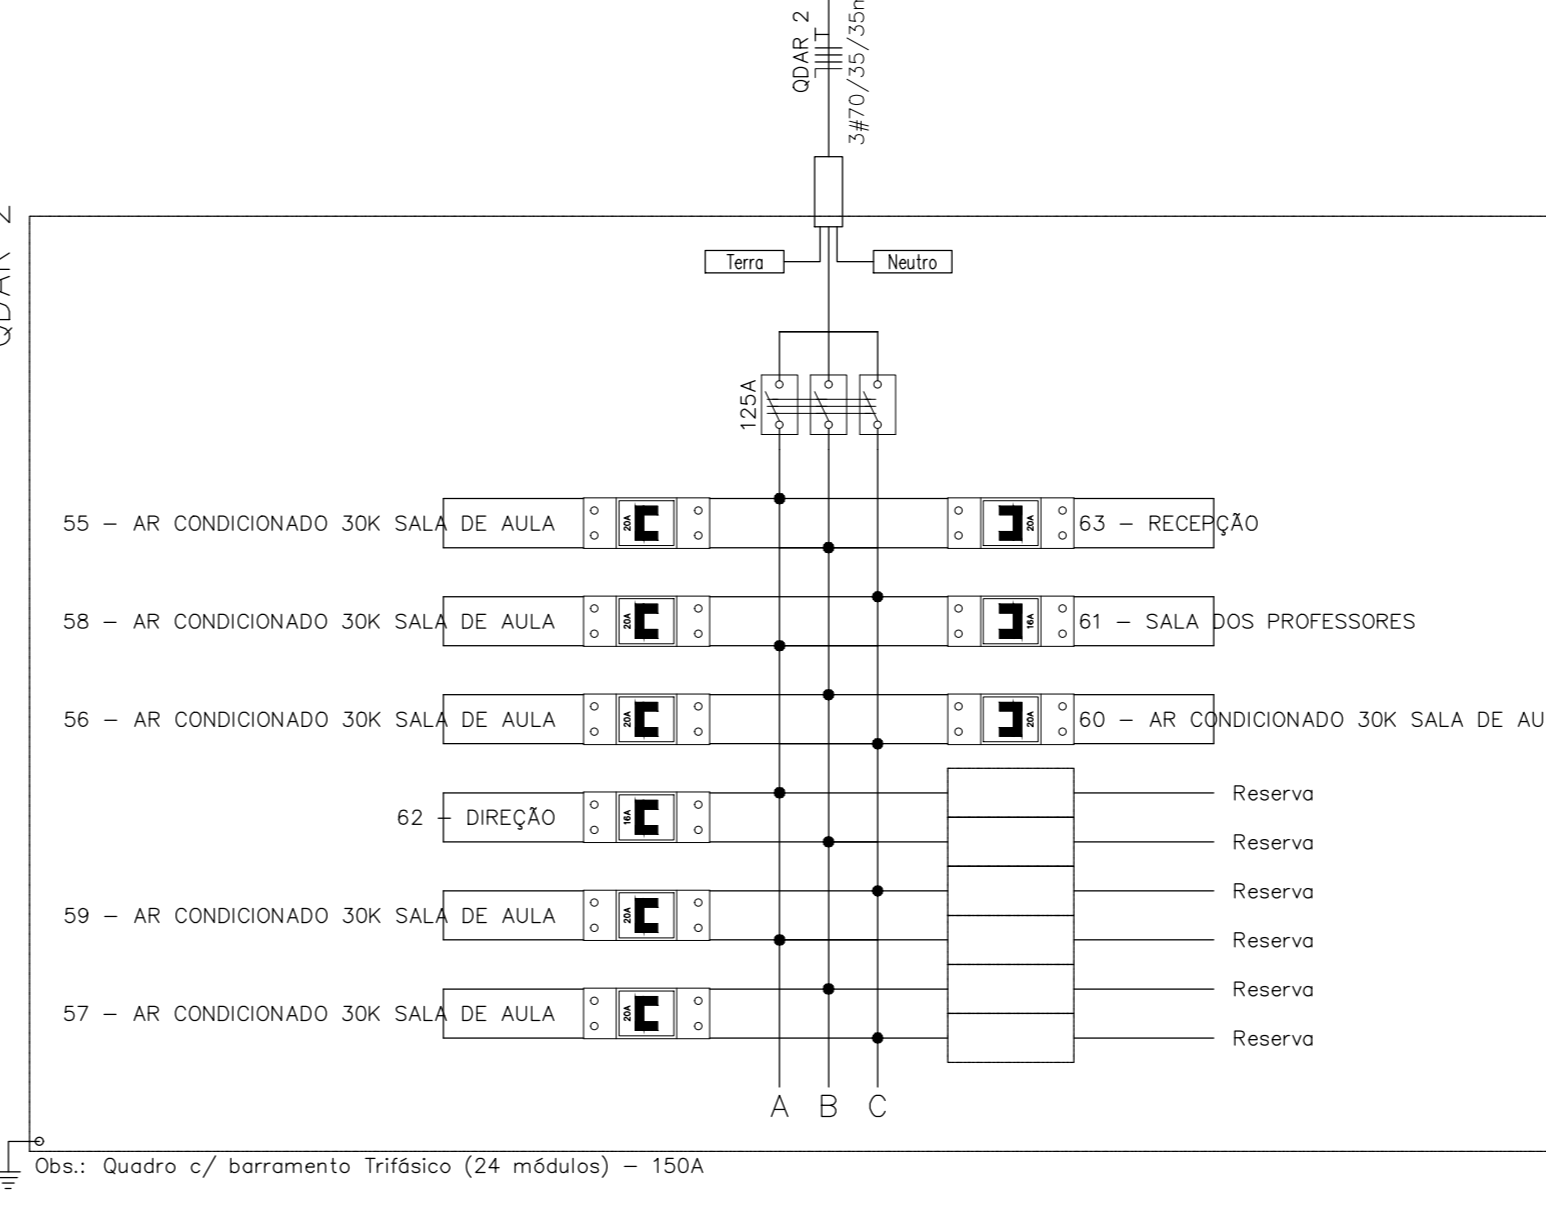 QDAR 2
3#70/35/35
QDAR 2
Terra
Neutro
125A
55 – AR CONDICIONADO 30K SALA DE AULA
20A
20A
63 – RECEPÇÃO
58 – AR CONDICIONADO 30K SALA DE AULA
20A
16A
61 – SALA DOS PROFESSORES
56 – AR CONDICIONADO 30K SALA DE AULA
20A
20A
60 – AR CONDICIONADO 30K SALA DE AU
62 – DIREÇÃO
16A
Reserva
Reserva
59 – AR CONDICIONADO 30K SALA DE AULA
20A
Reserva
Reserva
57 – AR CONDICIONADO 30K SALA DE AULA
20A
Reserva
Reserva
A B C
Obs.: Quadro c/ barramento Trifásico (24 módulos) – 150A